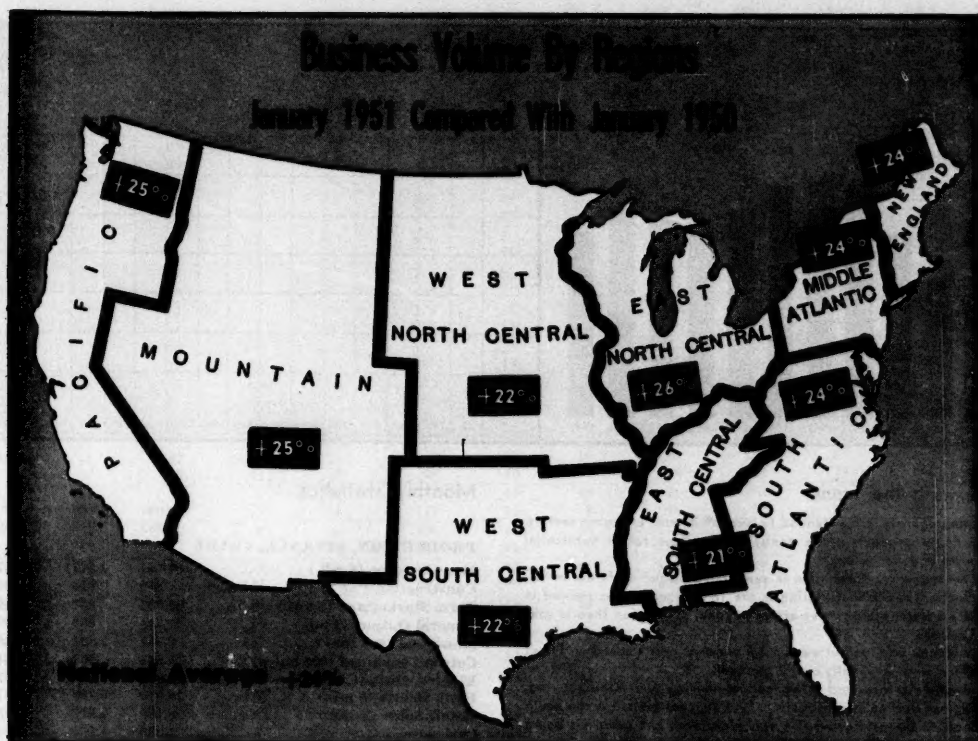 Business Volume By Regions
January 1951 Compared With January 1950
+25%
PACIFIC
MOUNTAIN
+25%
WEST
NORTH CENTRAL
+22%
WEST
SOUTH CENTRAL
+22%
EAST
NORTH CENTRAL
+26%
EAST
SOUTH CENTRAL
+21%
SOUTH
ATLANTIC
+24%
MIDDLE
ATLANTIC
+24%
NEW
ENGLAND
+24%
National Average +24%